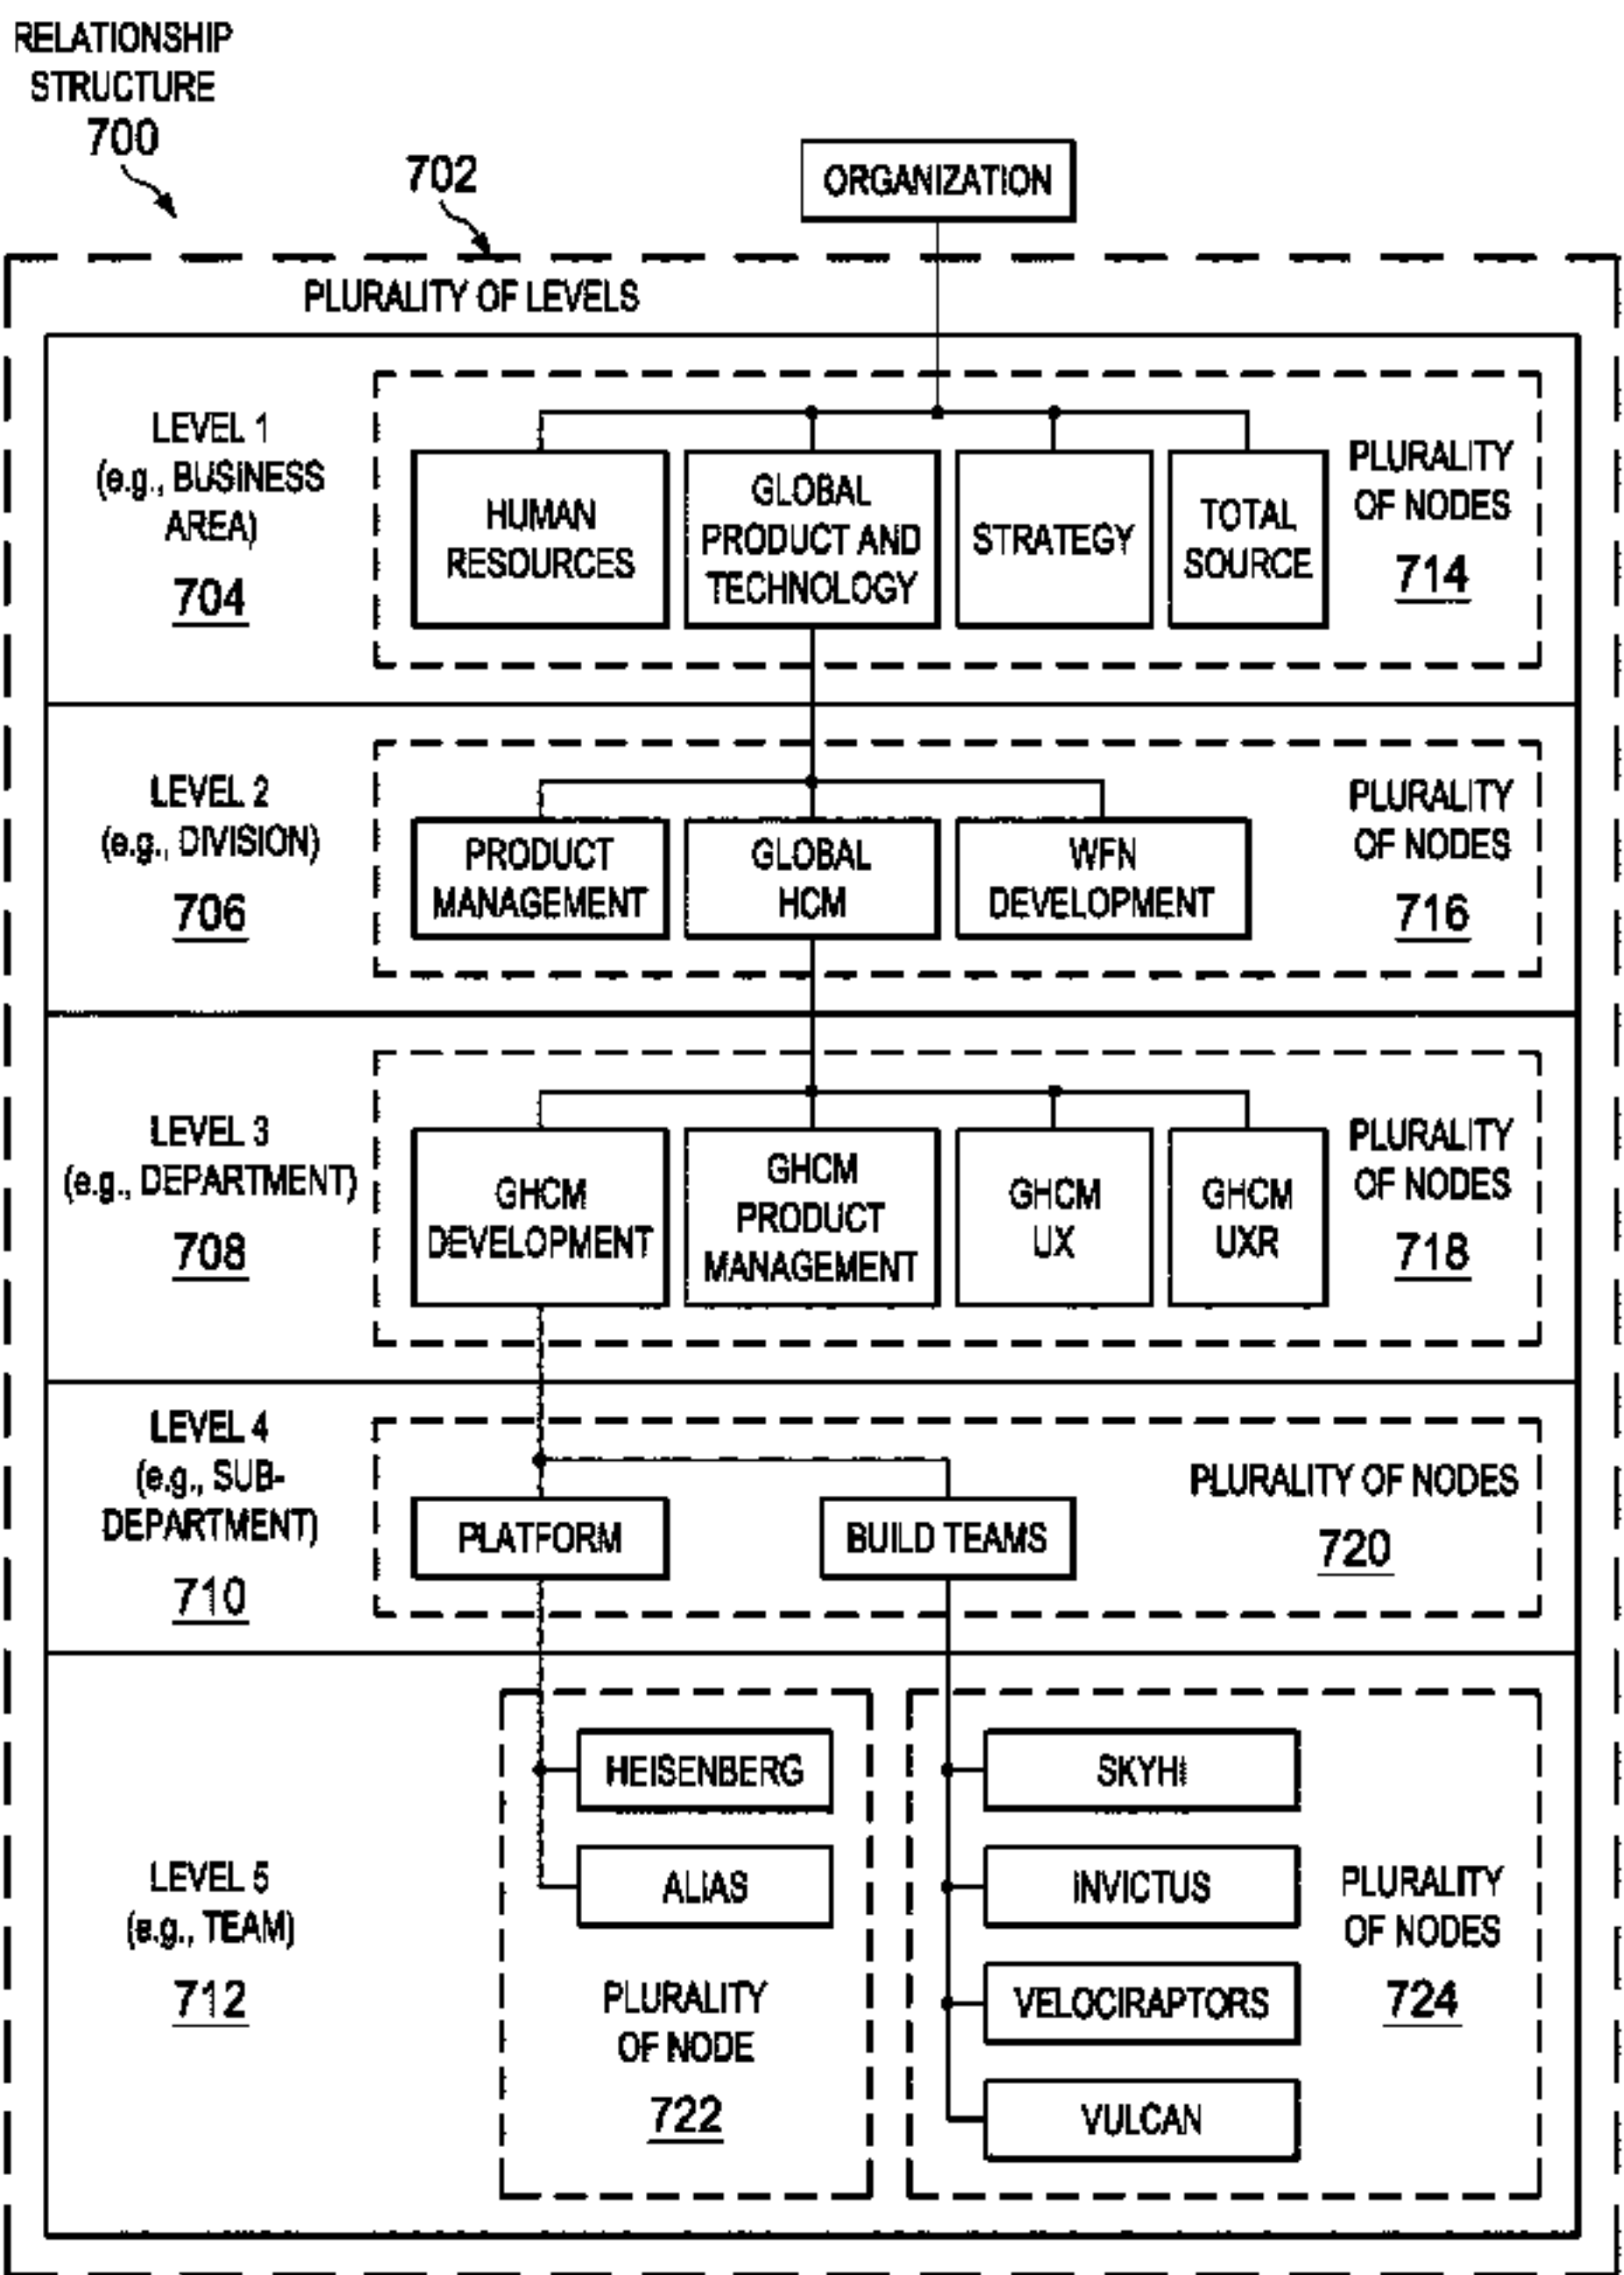 RELATIONSHIP
STRUCTURE
700
702
ORGANIZATION
PLURALITY OF LEVELS
LEVEL 1
(e.g., BUSINESS
AREA)
704
HUMAN
RESOURCES
GLOBAL
PRODUCT AND
TECHNOLOGY
STRATEGY
TOTAL
SOURCE
PLURALITY
OF NODES
714
LEVEL 2
(e.g., DIVISION)
706
PRODUCT
MANAGEMENT
GLOBAL
HCM
WFN
DEVELOPMENT
PLURALITY
OF NODES
716
LEVEL 3
(e.g., DEPARTMENT)
708
GHCM
DEVELOPMENT
GHCM
PRODUCT
MANAGEMENT
GHCM
UX
GHCM
UXR
PLURALITY
OF NODES
718
LEVEL 4
(e.g., SUB-
DEPARTMENT)
710
PLATFORM
BUILD TEAMS
PLURALITY OF NODES
720
LEVEL 5
(e.g., TEAM)
712
HEISENBERG
ALIAS
PLURALITY
OF NODE
722
SKYHI
INVICTUS
VELOCIRAPTORS
VULCAN
PLURALITY
OF NODES
724